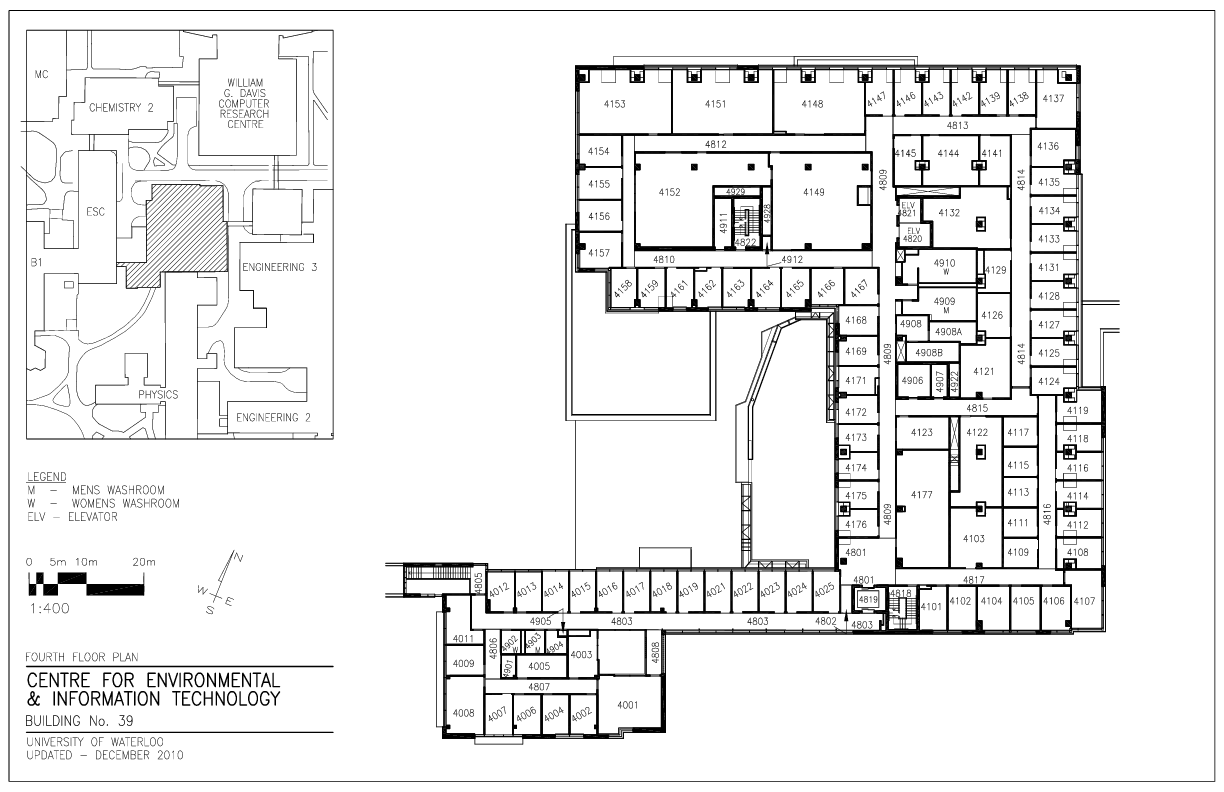 MC
CHEMISTRY 2
WILLIAM
G. DAVIS
COMPUTER
RESEARCH
CENTRE
ESC
B1
ENGINEERING 3
PHYSICS
ENGINEERING 2
LEGEND
M – MENS WASHROOM
W – WOMENS WASHROOM
ELV – ELEVATOR
0 5m 10m 20m
1:400
N
W
E
S
FOURTH FLOOR PLAN
CENTRE FOR ENVIRONMENTAL
& INFORMATION TECHNOLOGY
BUILDING No. 39
UNIVERSITY OF WATERLOO
UPDATED – DECEMBER 2010
4153 4151 4148 4147 4146 4143 4142 4139 4138 4137
4813
4812
4154 4145 4144 4141 4136
4155 4152 4149 4809 4814 4135
4929
4156 4911 4928 ELV 4821 4132 4134
4822 ELV 4820 4133
4157
4810 4912 4910 W 4129 4131
4158 4159 4161 4162 4163 4164 4165 4166 4167
4909 M 4126 4128
4168 4908 4908A 4127
4169 4809 4908B 4814 4125
4171 4906 4907 4922 4121 4124
4172 4815 4119
4173 4123 4122 4117 4118
4174 4115 4116
4175 4177 4113 4114
4176 4809 4111 4816 4112
4801 4103 4109 4108
4801 4817
4805 4012 4013 4014 4015 4016 4017 4018 4019 4021 4022 4023 4024 4025 4819 4818 4101 4102 4104 4105 4106 4107
4905 4803 4803 4802 4803
4011 4806 4902 W 4903 M 4904 4003 4808
4009 4901 4005
4807
4008 4007 4006 4004 4002 4001